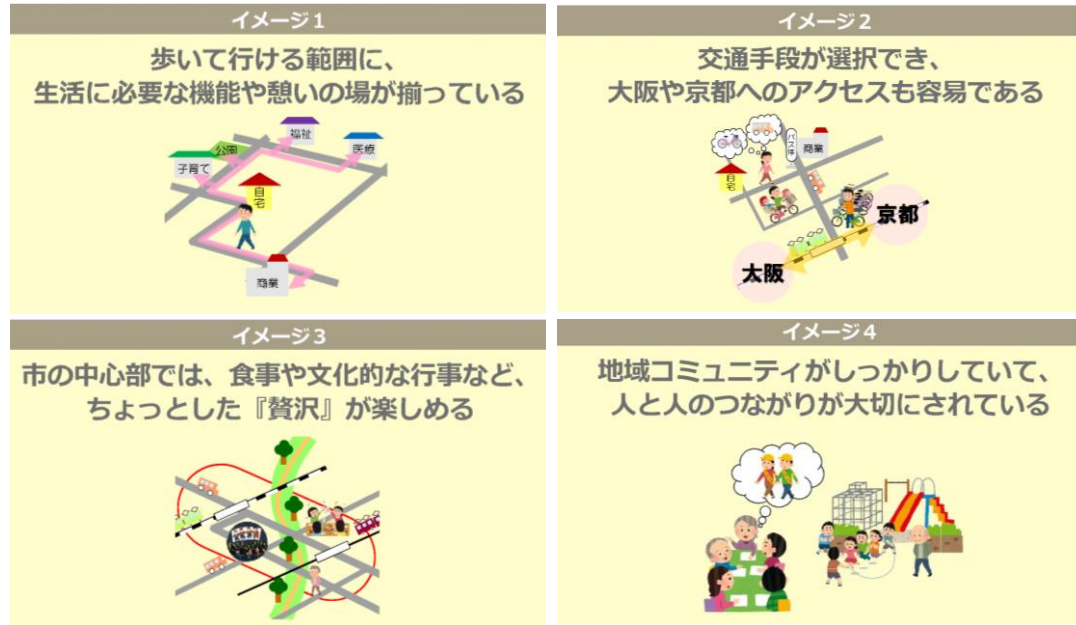 イメージ１
歩いて行ける範囲に、
生活に必要な機能や憩いの場が揃っている
福祉
公園
医療
子育て
自宅
商業
イメージ２
交通手段が選択でき、
大阪や京都へのアクセスも容易である
バス停
商業
自宅
京都
大阪
イメージ３
市の中心部では、食事や文化的な行事など、
ちょっとした『贅沢』が楽しめる
イメージ４
地域コミュニティがしっかりしていて、
人と人のつながりが大切にされている